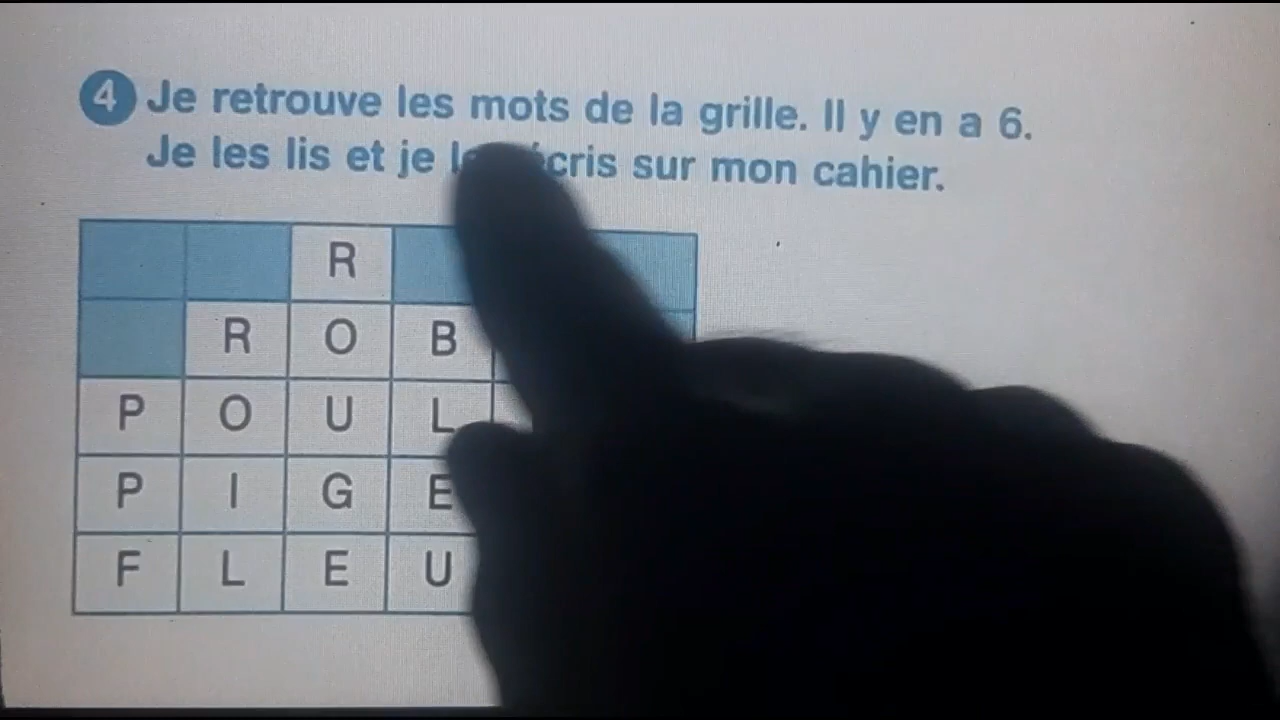 4 Je retrouve les mots de la grille. Il y en a 6.
Je les lis et je écris sur mon cahier.
R
R O B
P O U L
P I G E
F L E U